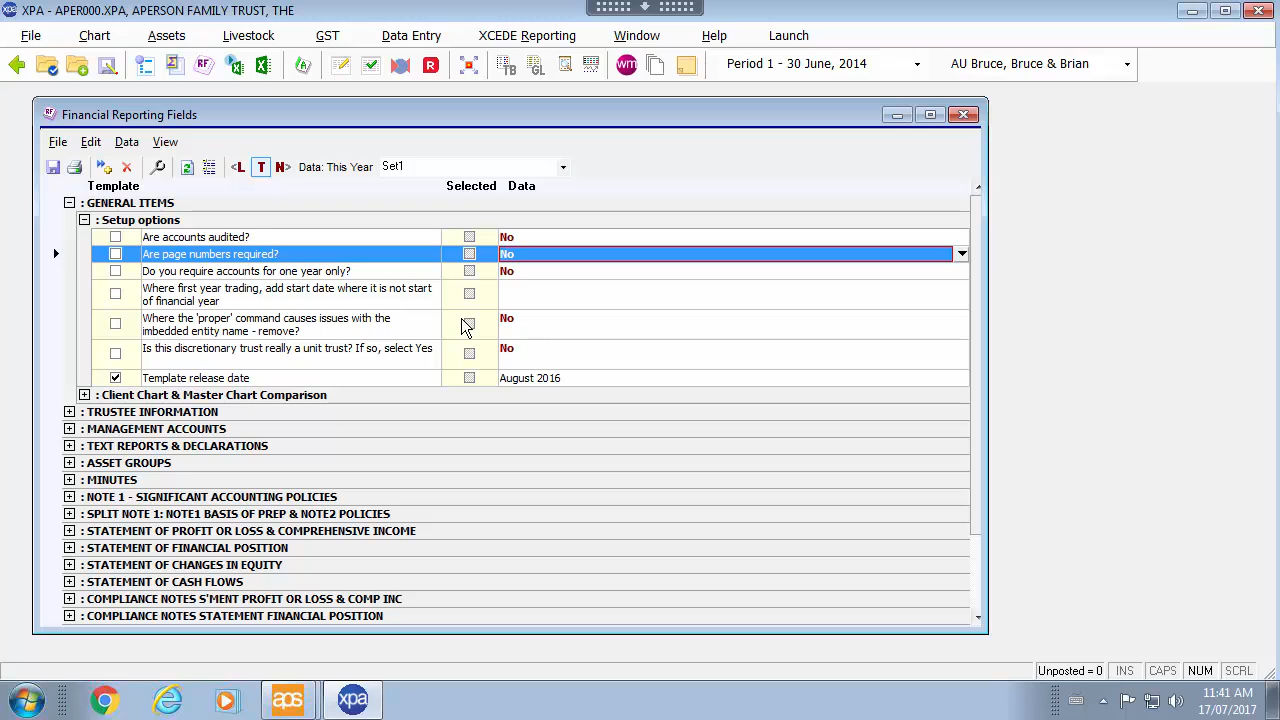 XPA - APER000.XPA, APERSON FAMILY TRUST, THE
File Chart Assets Livestock GST Data Entry XCEDE Reporting Window Help Launch
RF R TB GL wm Period 1 - 30 June, 2014 AU Bruce, Bruce & Brian
RF Financial Reporting Fields
File Edit Data View
<L T N> Data: This Year Set1
Template Selected Data
: GENERAL ITEMS
: Setup options
Are accounts audited? No
Are page numbers required? No
Do you require accounts for one year only? No
Where first year trading, add start date where it is not start
of financial year
Where the 'proper' command causes issues with the No
imbedded entity name - remove?
Is this discretionary trust really a unit trust? If so, select Yes No
Template release date August 2016
: Client Chart & Master Chart Comparison
: TRUSTEE INFORMATION
: MANAGEMENT ACCOUNTS
: TEXT REPORTS & DECLARATIONS
: ASSET GROUPS
: MINUTES
: NOTE 1 - SIGNIFICANT ACCOUNTING POLICIES
: SPLIT NOTE 1: NOTE1 BASIS OF PREP & NOTE2 POLICIES
: STATEMENT OF PROFIT OR LOSS & COMPREHENSIVE INCOME
: STATEMENT OF FINANCIAL POSITION
: STATEMENT OF CHANGES IN EQUITY
: STATEMENT OF CASH FLOWS
: COMPLIANCE NOTES S'MENT PROFIT OR LOSS & COMP INC
: COMPLIANCE NOTES STATEMENT FINANCIAL POSITION
Unposted = 0 INS CAPS NUM SCRL
aps xpa 11:41 AM
17/07/2017